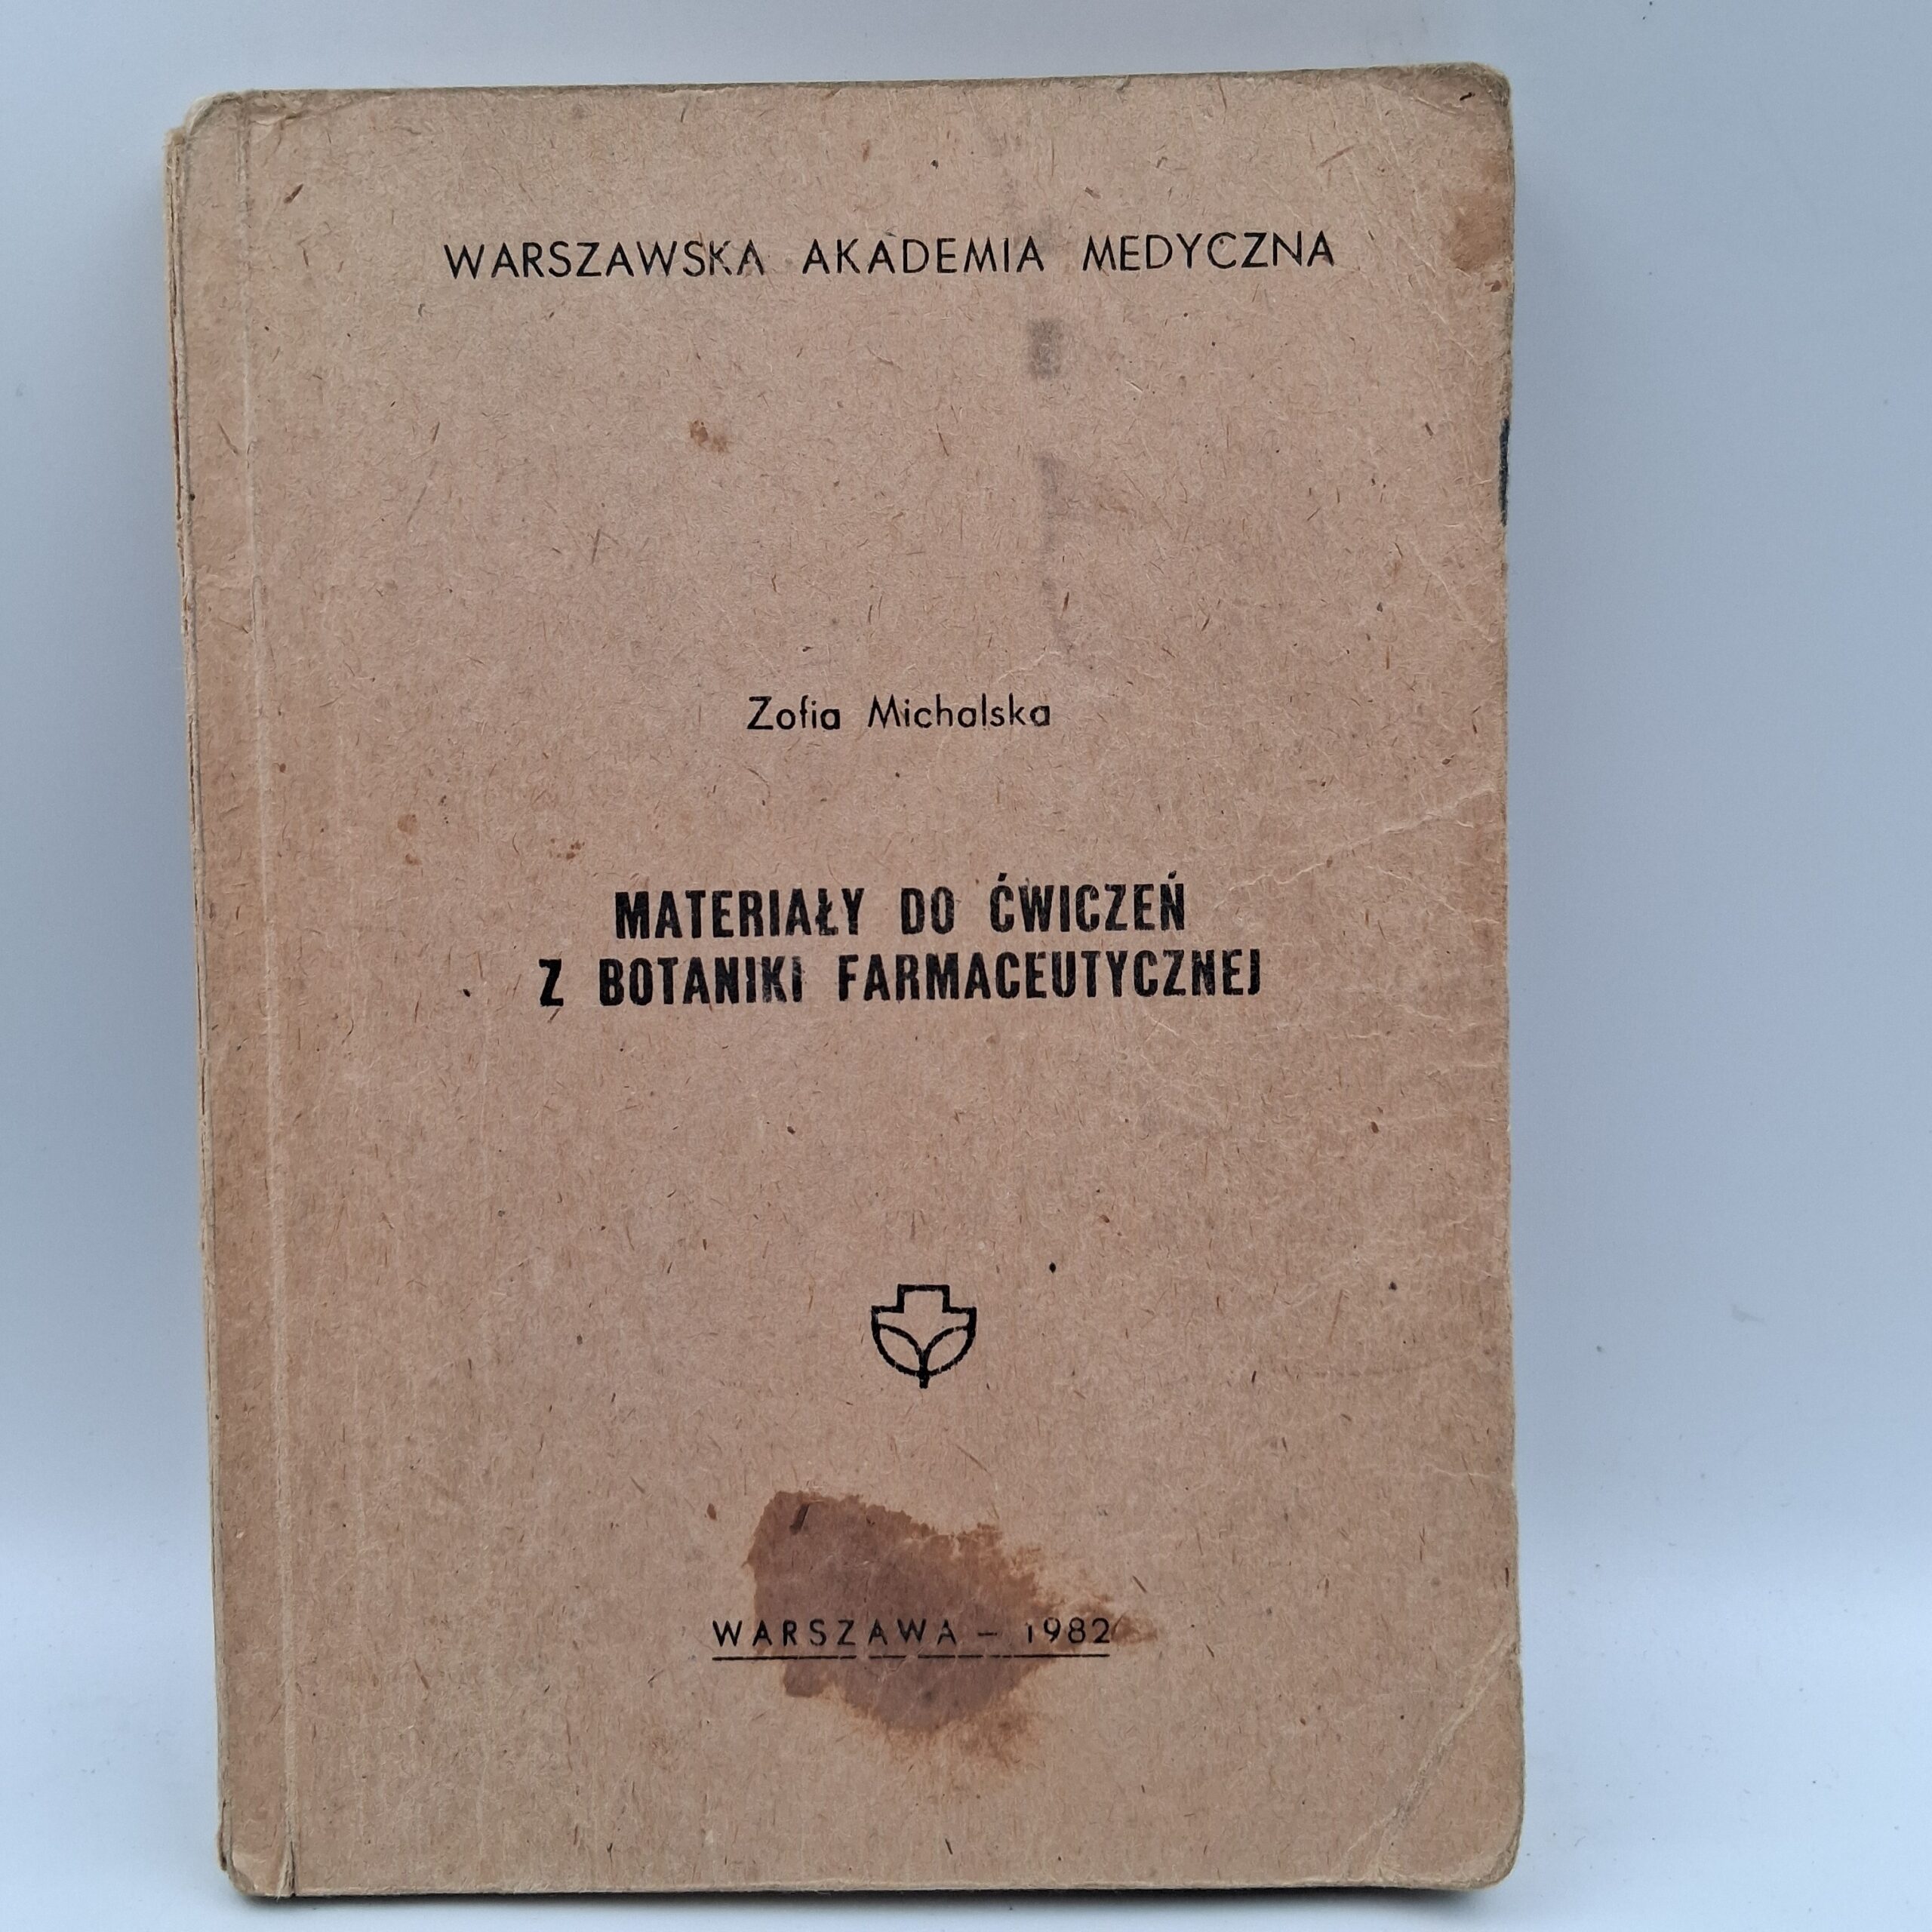 WARSZAWSKA AKADEMIA MEDYCZNA
Zofia Michalska
MATERIAŁY DO ĆWICZEŃ
Z BOTANIKI FARMACEUTYCZNEJ
WARSZAWA – 1982